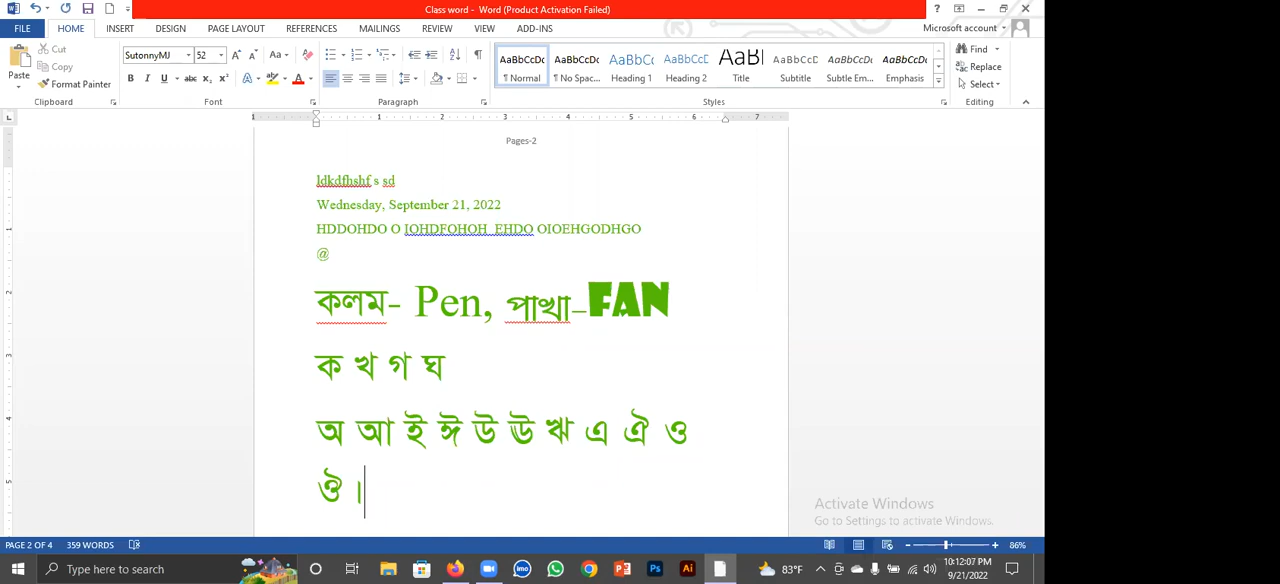 Class word - Word (Product Activation Failed)
FILE HOME INSERT DESIGN PAGE LAYOUT REFERENCES MAILINGS REVIEW VIEW ADD-INS Microsoft account
Paste Cut Copy Format Painter
Clipboard
SutonnyMJ 52
Font
Paragraph
AaBbCcDc ¶ Normal
AaBbCcDc ¶ No Spac...
AaBbCc Heading 1
AaBbCcD Heading 2
AaBl Title
AaBbCcD Subtitle
AaBbCcDc Subtle Em...
AaBbCcDc Emphasis
Styles
Find
Replace
Select
Editing
Pages-2
ldkdfhshf s sd
Wednesday, September 21, 2022
HDDOHDO O IOHDFOHOH EHDO OIOEHGODHGO
@
কলম- Pen, পাখা-FAN
ক খ গ ঘ
অ আ ই ঈ উ ঊ ঋ এ ঐ ও
ঔ ।
Activate Windows
Go to Settings to activate Windows.
PAGE 2 OF 4 359 WORDS 86%
Type here to search 83°F 10:12:07 PM
9/21/2022